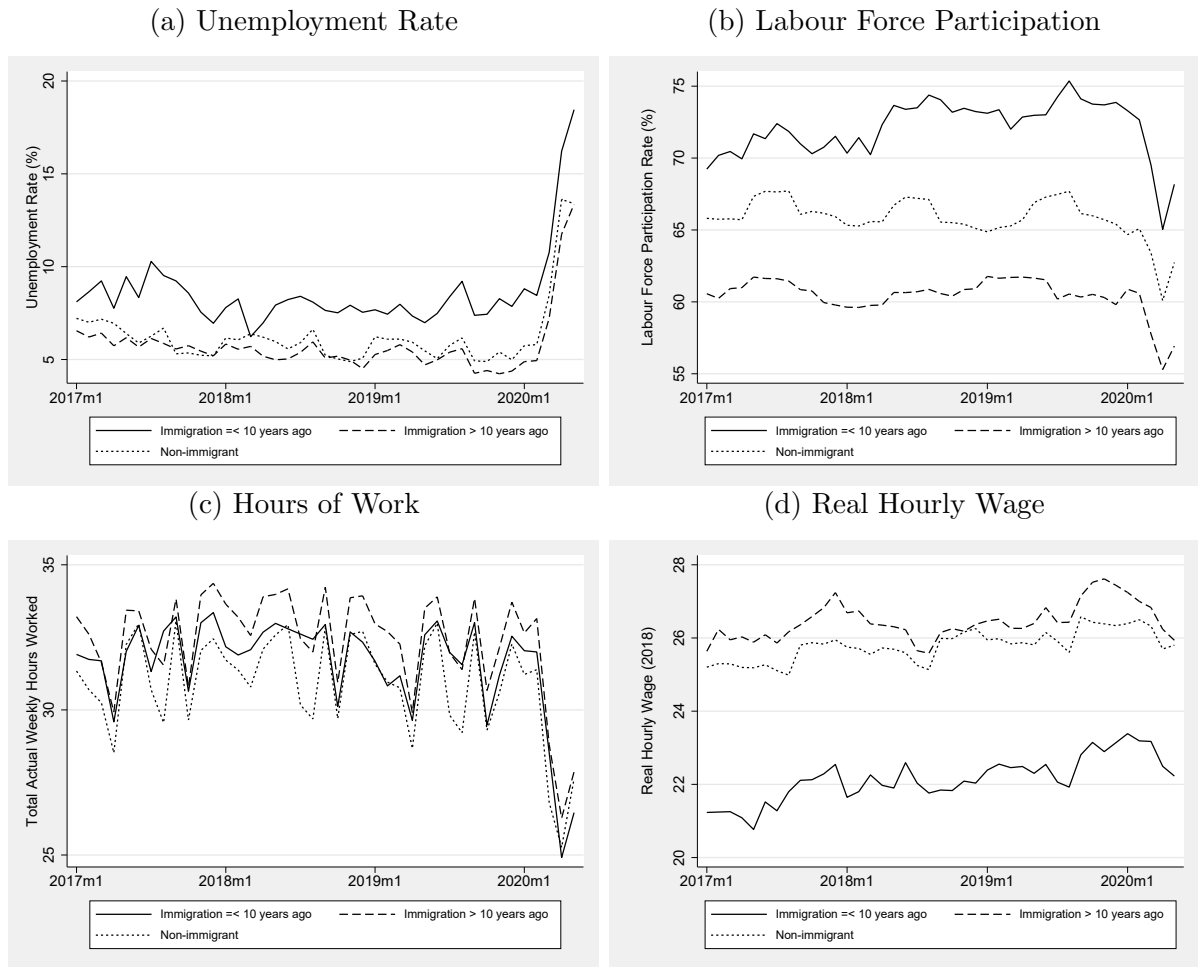 (a) Unemployment Rate
Unemployment Rate (%)
20
15
10
5
2017m1 2018m1 2019m1 2020m1
Immigration =< 10 years ago Immigration > 10 years ago
Non-immigrant
(b) Labour Force Participation
Labour Force Participation Rate (%)
75
70
65
60
55
2017m1 2018m1 2019m1 2020m1
Immigration =< 10 years ago Immigration > 10 years ago
Non-immigrant
(c) Hours of Work
Total Actual Weekly Hours Worked
35
30
25
2017m1 2018m1 2019m1 2020m1
Immigration =< 10 years ago Immigration > 10 years ago
Non-immigrant
(d) Real Hourly Wage
Real Hourly Wage (2018)
28
26
24
22
20
2017m1 2018m1 2019m1 2020m1
Immigration =< 10 years ago Immigration > 10 years ago
Non-immigrant